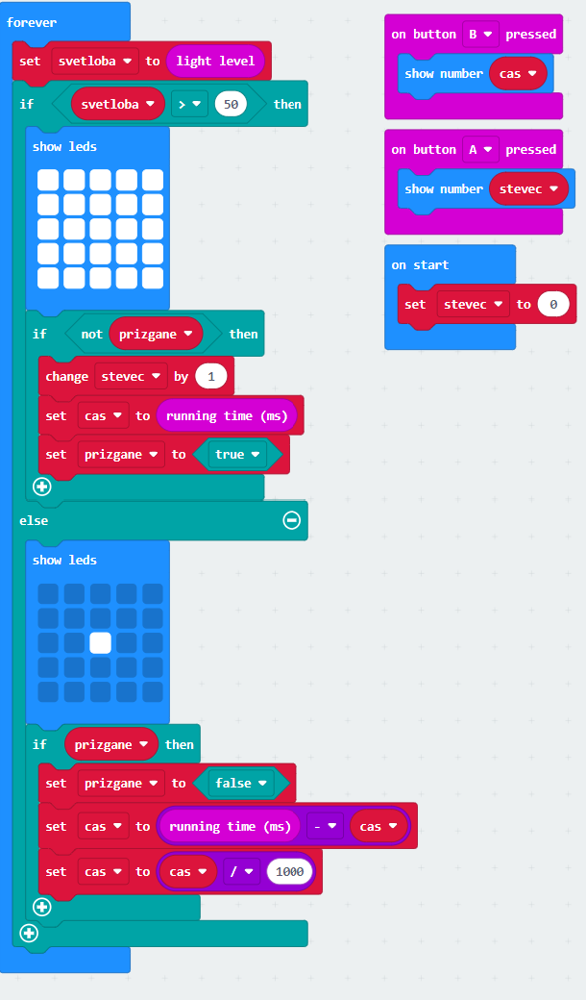 forever
set svetloba to light level
if svetloba > 50 then
show leds
if not prizgane then
change stevec by 1
set cas to running time (ms)
set prizgane to true
else
show leds
if prizgane then
set prizgane to false
set cas to running time (ms) - cas
set cas to cas / 1000
on button B pressed
show number cas
on button A pressed
show number stevec
on start
set stevec to 0